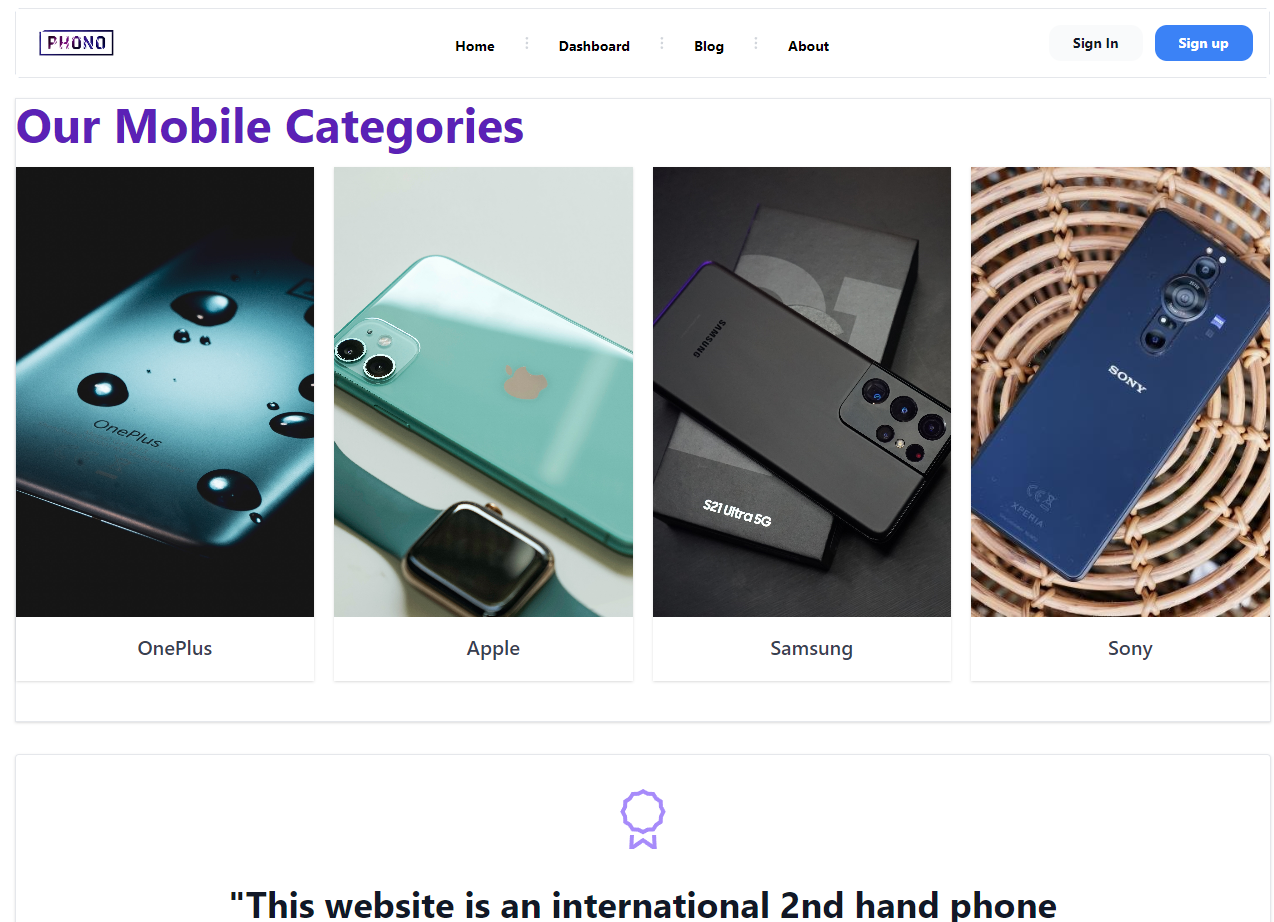 PHONO
Home
Dashboard
Blog
About
Sign In
Sign up
Our Mobile Categories
OnePlus
SAMSUNG
S21 Ultra 5G
SONY
XPERIA
OnePlus
Apple
Samsung
Sony
"This website is an international 2nd hand phone